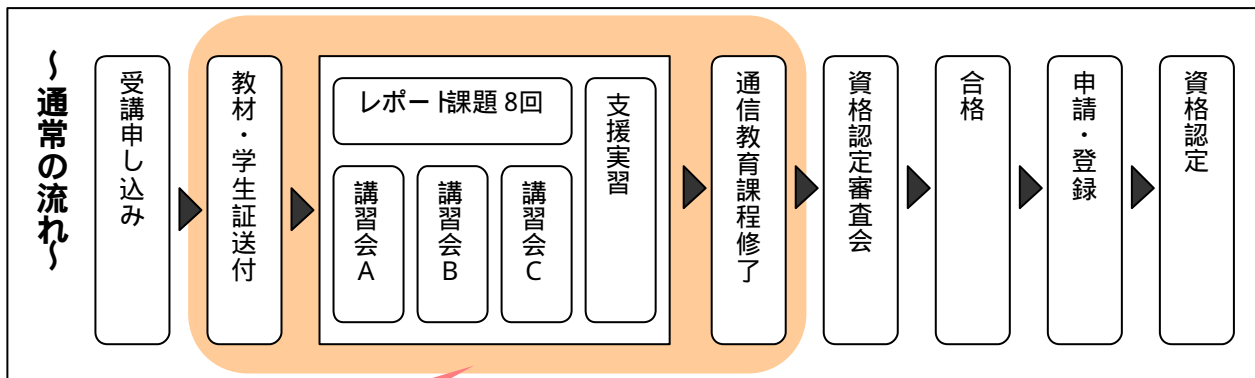 ～通常の流れ～
受講申し込み
教材・学生証送付
レポート課題 8回
講習会A
講習会B
講習会C
支援実習
通信教育課程修了
資格認定審査会
合格
申請・登録
資格認定